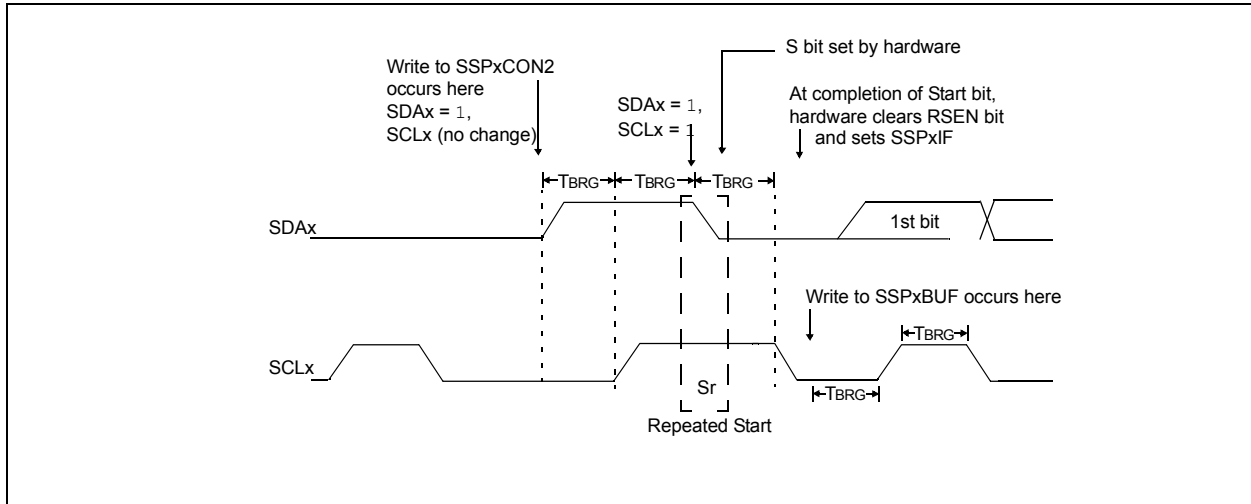 S bit set by hardware
Write to SSPxCON2
occurs here
SDAx = 1,
SCLx (no change)
SDAx = 1,
SCLx = 1
At completion of Start bit,
hardware clears RSEN bit
and sets SSPxIF
TBRG TBRG TBRG
SDAx
1st bit
Write to SSPxBUF occurs here
TBRG
SCLx
Sr
TBRG
Repeated Start